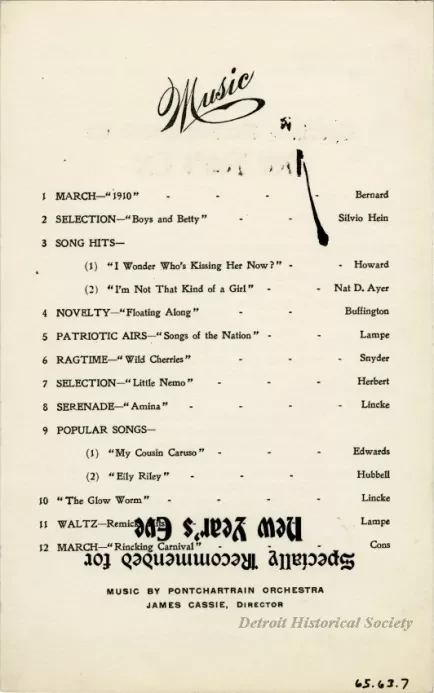 Music
1 MARCH—"1910" - - - - Bernard
2 SELECTION—"Boys and Betty" - - Silvio Hein
3 SONG HITS—
(1) "I Wonder Who's Kissing Her Now?" - - Howard
(2) "I'm Not That Kind of a Girl" - - Nat D. Ayer
4 NOVELTY—"Floating Along" - - Buffington
5 PATRIOTIC AIRS—"Songs of the Nation" - - Lampe
6 RAGTIME—"Wild Cherries" - - - Snyder
7 SELECTION—"Little Nemo" - - - Herbert
8 SERENADE—"Amina" - - - - Lincke
9 POPULAR SONGS—
(1) "My Cousin Caruso" - - - Edwards
(2) "Eily Riley" - - - - Hubbell
10 "The Glow Worm" - - - - Lincke
11 WALTZ—Remick - Lampe
12 MARCH—"Rincking Carnival" - - - Cons
Specially Recommended for
New Year's Eve
MUSIC BY PONTCHARTRAIN ORCHESTRA
JAMES CASSIE, DIRECTOR
Detroit Historical Society
65.63.7